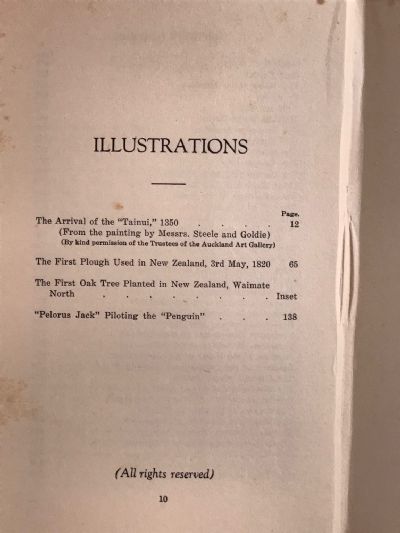 ILLUSTRATIONS
Page.
The Arrival of the "Tainui," 1350 . . . . 12
(From the painting by Messrs. Steele and Goldie)
(By kind permission of the Trustees of the Auckland Art Gallery)
The First Plough Used in New Zealand, 3rd May, 1820 65
The First Oak Tree Planted in New Zealand, Waimate
North . . . . . . . Inset
"Pelorus Jack" Piloting the "Penguin" . . . 138
(All rights reserved)
10